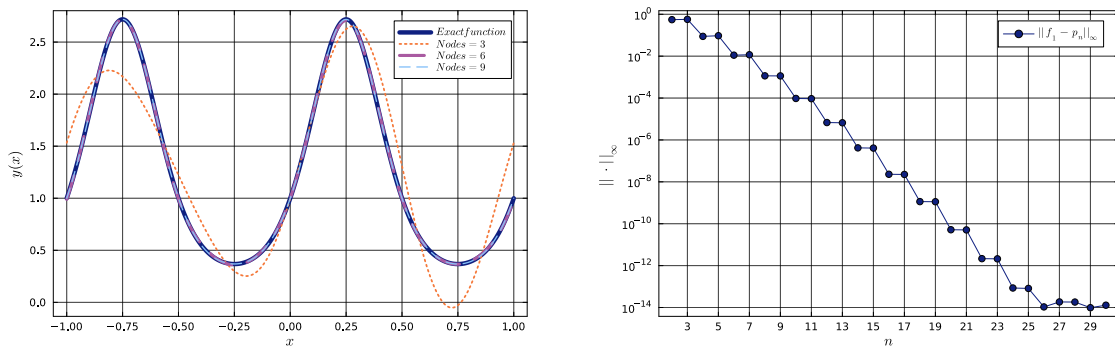 2.5
2.0
1.5
1.0
0.5
0.0
y(x)
−1.00 −0.75 −0.50 −0.25 0.00 0.25 0.50 0.75 1.00
x
Exactfunction
Nodes = 3
Nodes = 6
Nodes = 9
10⁰
10⁻²
10⁻⁴
10⁻⁶
10⁻⁸
10⁻¹⁰
10⁻¹²
10⁻¹⁴
|| · ||∞
3 5 7 9 11 13 15 17 19 21 23 25 27 29
n
||f₁ − pₙ||∞